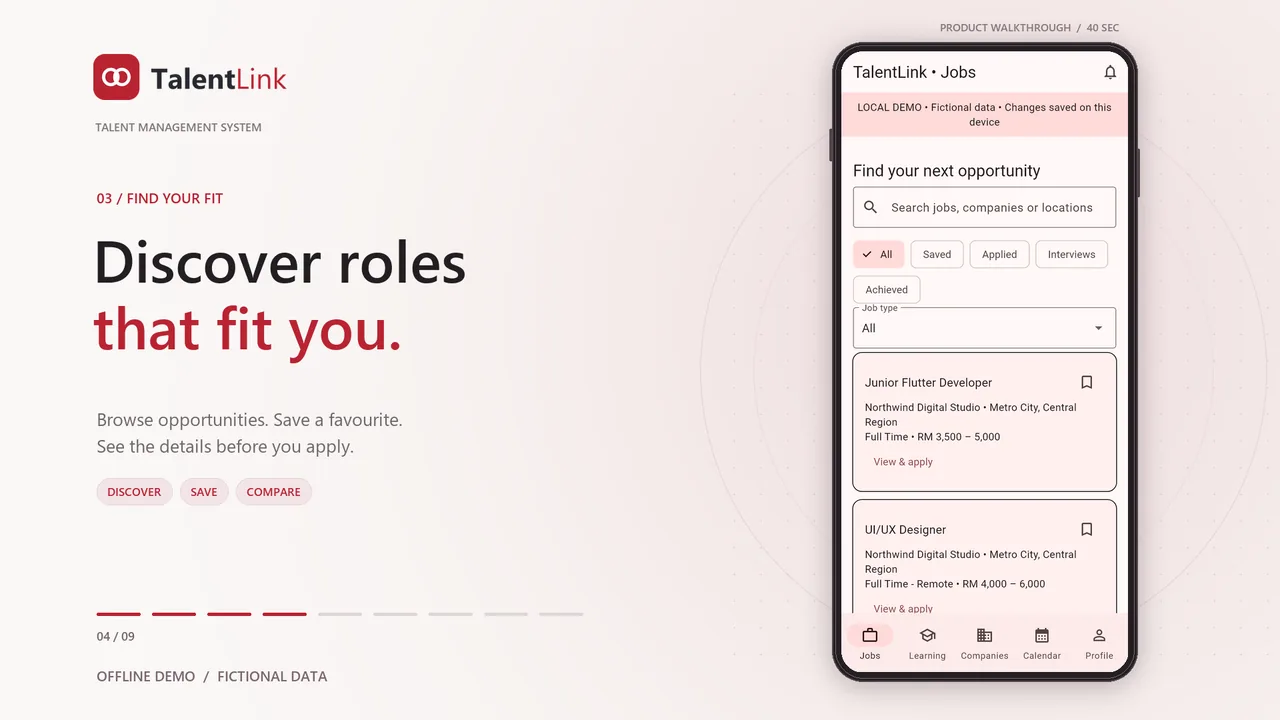 TalentLink
TALENT MANAGEMENT SYSTEM
03 / FIND YOUR FIT
Discover roles
that fit you.
Browse opportunities. Save a favourite.
See the details before you apply.
DISCOVER SAVE COMPARE
04 / 09
OFFLINE DEMO / FICTIONAL DATA
PRODUCT WALKTHROUGH / 40 SEC
TalentLink • Jobs
LOCAL DEMO • Fictional data • Changes saved on this
device
Find your next opportunity
Search jobs, companies or locations
All Saved Applied Interviews
Achieved
Job type
All
Junior Flutter Developer
Northwind Digital Studio • Metro City, Central
Region
Full Time • RM 3,500 – 5,000
View & apply
UI/UX Designer
Northwind Digital Studio • Metro City, Central
Region
Full Time - Remote • RM 4,000 – 6,000
View & apply
Jobs Learning Companies Calendar Profile